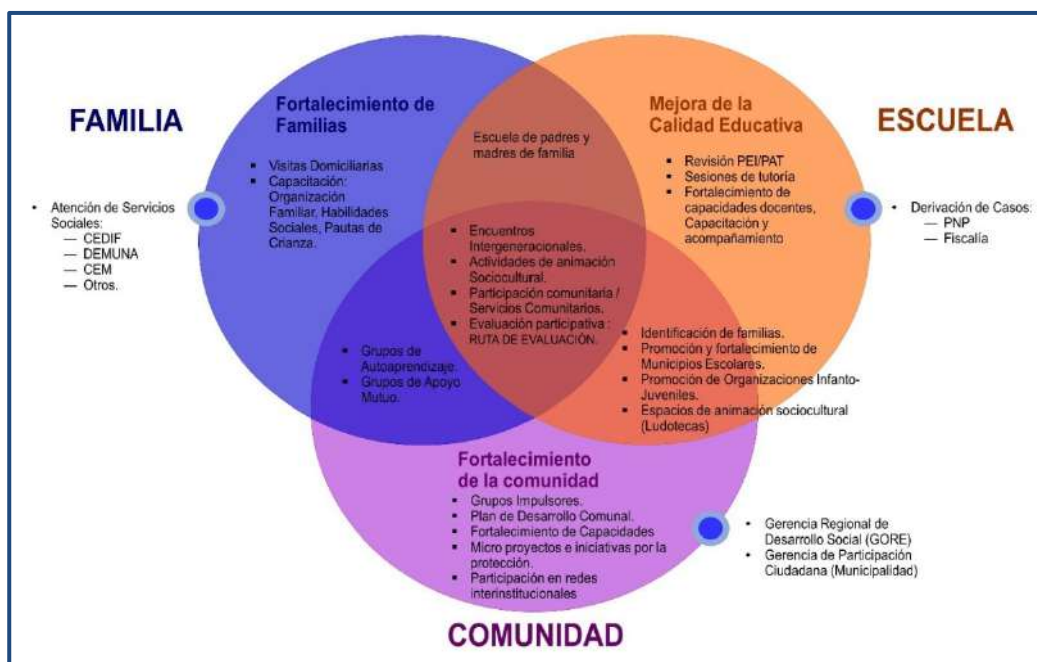 FAMILIA
Fortalecimiento de
Familias
▪ Visitas Domiciliarias
▪ Capacitación:
Organización
Familiar, Habilidades
Sociales, Pautas de
Crianza.
• Atención de Servicios
Sociales:
— CEDIF
— DEMUNA
— CEM
— Otros.
Escuela de padres y
madres de familia
Mejora de la
Calidad Educativa
▪ Revisión PEI/PAT
▪ Sesiones de tutoría
▪ Fortalecimiento de
capacidades docentes,
Capacitación y
acompañamiento
ESCUELA
• Derivación de Casos:
— PNP
— Fiscalía
▪ Encuentros
Intergeneracionales.
▪ Actividades de animación
Sociocultural.
▪ Participación comunitaria /
Servicios Comunitarios.
▪ Evaluación participativa :
RUTA DE EVALUACIÓN.
▪ Grupos de
Autoaprendizaje.
▪ Grupos de Apoyo
Mutuo.
▪ Identificación de familias.
▪ Promoción y fortalecimiento de
Municipios Escolares.
▪ Promoción de Organizaciones Infanto-
Juveniles.
▪ Espacios de animación sociocultural
(Ludotecas)
Fortalecimiento
de la comunidad
▪ Grupos Impulsores.
▪ Plan de Desarrollo Comunal.
▪ Fortalecimiento de Capacidades
▪ Micro proyectos e iniciativas por la
protección.
▪ Participación en redes
interinstitucionales
• Gerencia Regional de
Desarrollo Social (GORE)
• Gerencia de Participación
Ciudadana (Municipalidad)
COMUNIDAD